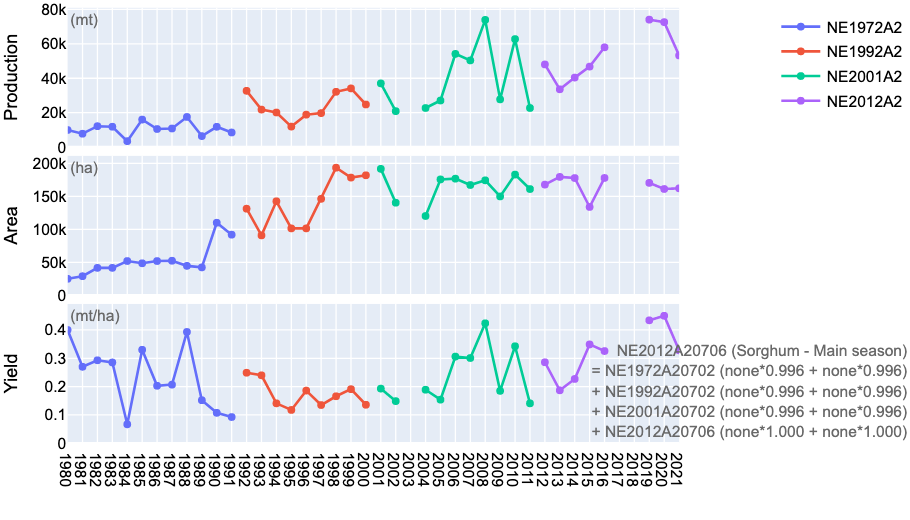 80k
(mt)
60k
40k
20k
0
Production
NE1972A2
NE1992A2
NE2001A2
NE2012A2
200k
(ha)
150k
100k
50k
0
Area
(mt/ha)
0.4
0.3
0.2
0.1
0
Yield
NE2012A20706 (Sorghum - Main season)
= NE1972A20702 (none*0.996 + none*0.996)
+ NE1992A20702 (none*0.996 + none*0.996)
+ NE2001A20702 (none*0.996 + none*0.996)
+ NE2012A20706 (none*1.000 + none*1.000)
1980
1981
1982
1983
1984
1985
1986
1987
1988
1989
1990
1991
1992
1993
1994
1995
1996
1997
1998
1999
2000
2001
2002
2003
2004
2005
2006
2007
2008
2009
2010
2011
2012
2013
2014
2015
2016
2017
2018
2019
2020
2021